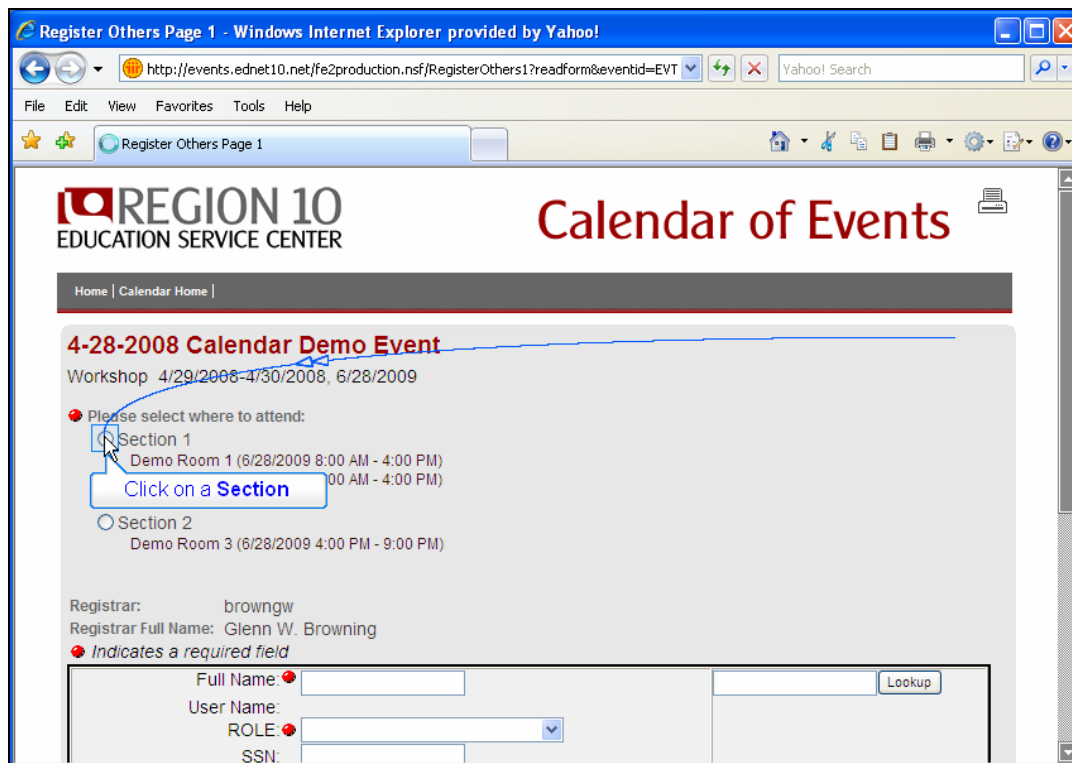 Register Others Page 1 - Windows Internet Explorer provided by Yahoo!
http://events.ednet10.net/fe2production.nsf/RegisterOthers1?readform&eventid=EVT
Yahoo! Search
File Edit View Favorites Tools Help
Register Others Page 1
REGION 10
EDUCATION SERVICE CENTER
Calendar of Events
Home | Calendar Home |
4-28-2008 Calendar Demo Event
Workshop 4/29/2008-4/30/2008, 6/28/2009
Please select where to attend:
Section 1
Demo Room 1 (6/28/2009 8:00 AM - 4:00 PM)
00 AM - 4:00 PM)
Click on a Section
Section 2
Demo Room 3 (6/28/2009 4:00 PM - 9:00 PM)
Registrar: browngw
Registrar Full Name: Glenn W. Browning
Indicates a required field
Full Name:
Lookup
User Name:
ROLE:
SSN: